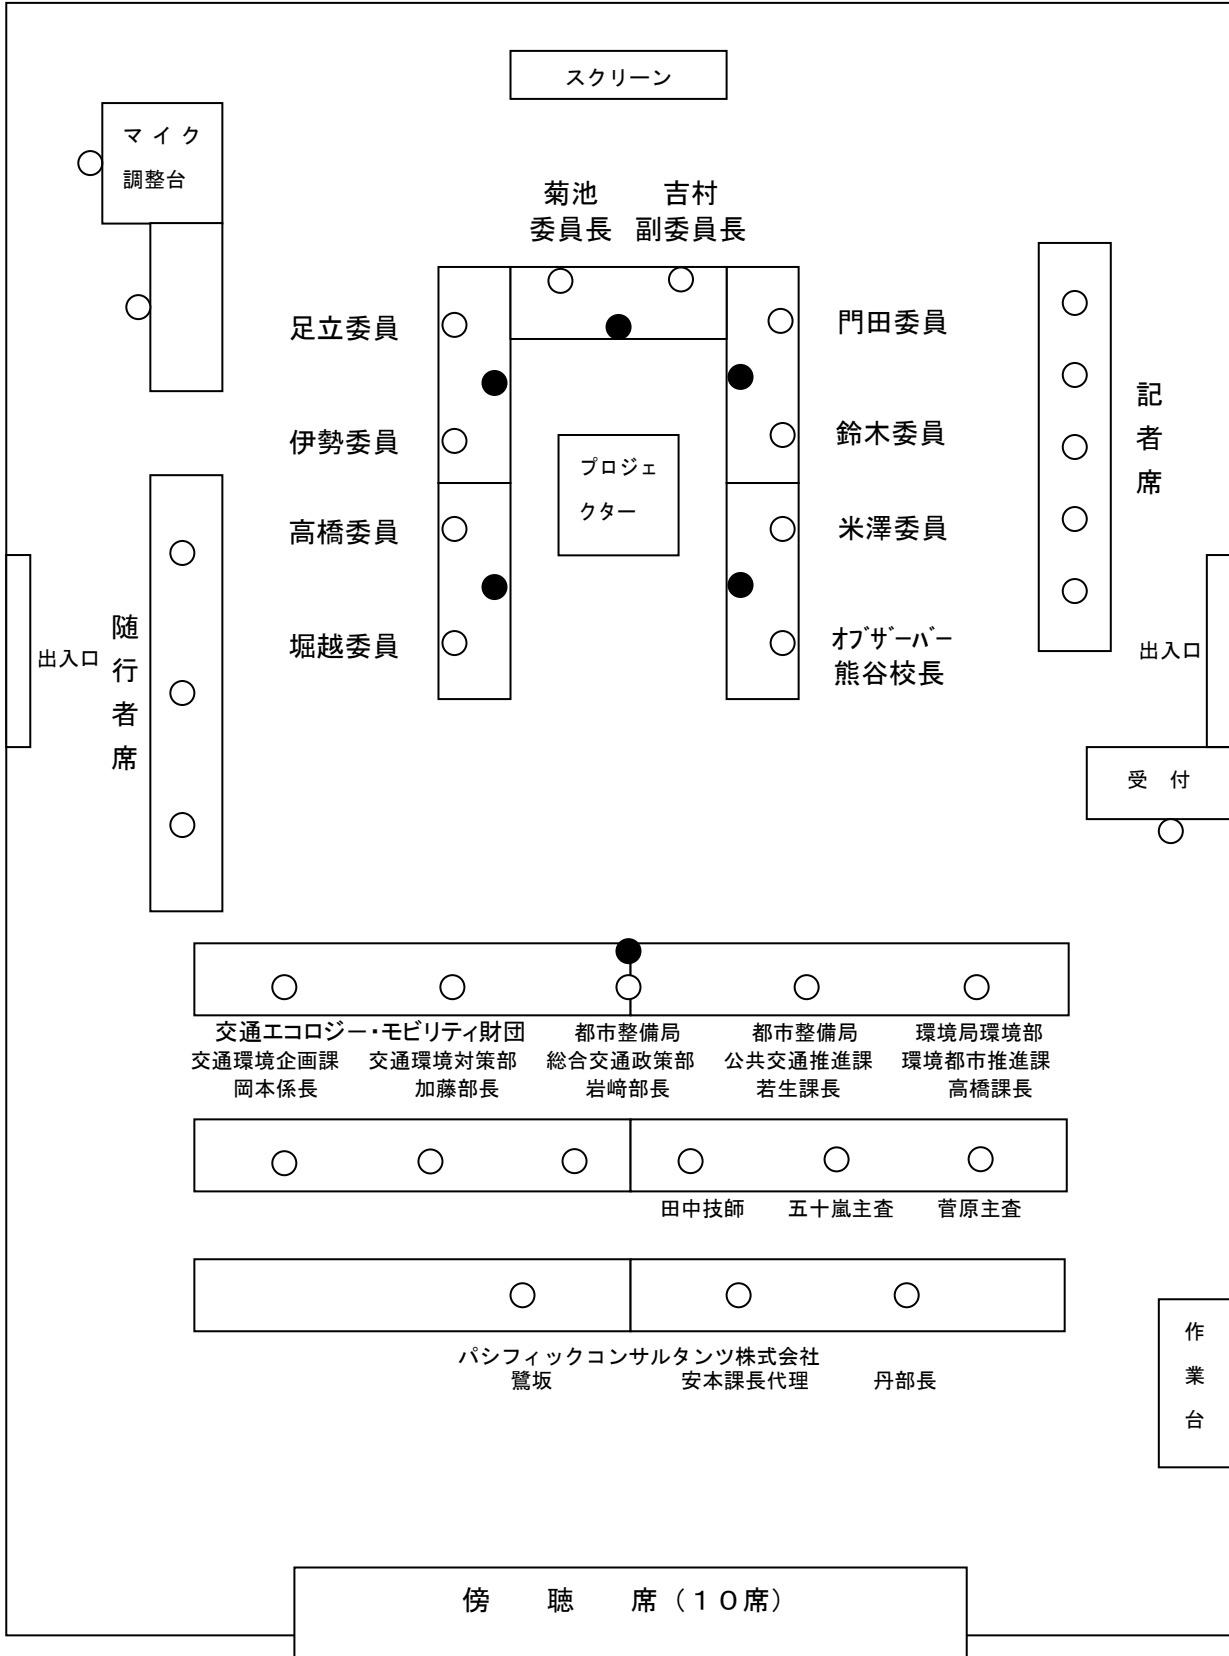 スクリーン
マイク
調整台
菊池　吉村
委員長　副委員長
足立委員
門田委員
伊勢委員
鈴木委員
プロジェ
クター
高橋委員
米澤委員
堀越委員
ｵﾌﾞｻﾞｰﾊﾞｰ
熊谷校長
記者席
随行者席
出入口
出入口
受　付
交通エコロジー・モビリティ財団　都市整備局　都市整備局　環境局環境部
交通環境企画課　交通環境対策部　総合交通政策部　公共交通推進課　環境都市推進課
岡本係長　加藤部長　岩﨑部長　若生課長　高橋課長
田中技師　五十嵐主査　菅原主査
パシフィックコンサルタンツ株式会社
鷺坂　安本課長代理　丹部長
作業台
傍　聴　席（１０席）